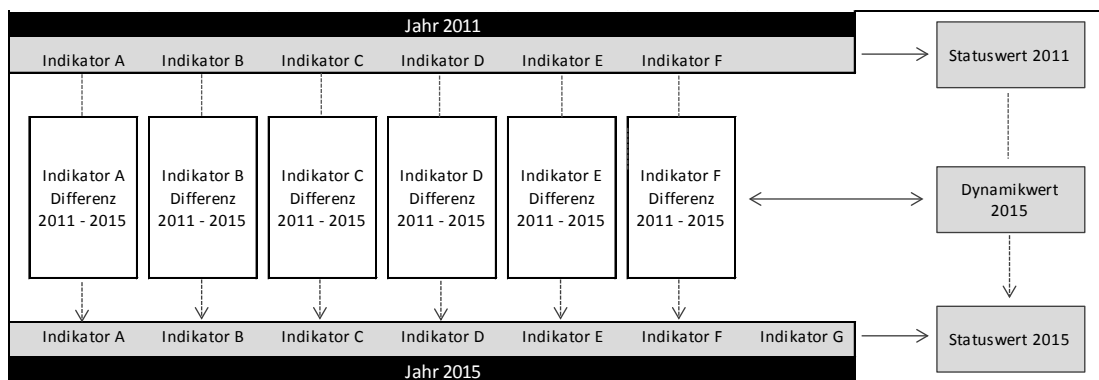 Jahr 2011
Indikator A Indikator B Indikator C Indikator D Indikator E Indikator F
Statuswert 2011
Indikator A
Differenz
2011 - 2015
Indikator B
Differenz
2011 - 2015
Indikator C
Differenz
2011 - 2015
Indikator D
Differenz
2011 - 2015
Indikator E
Differenz
2011 - 2015
Indikator F
Differenz
2011 - 2015
Dynamikwert
2015
Indikator A Indikator B Indikator C Indikator D Indikator E Indikator F Indikator G
Statuswert 2015
Jahr 2015